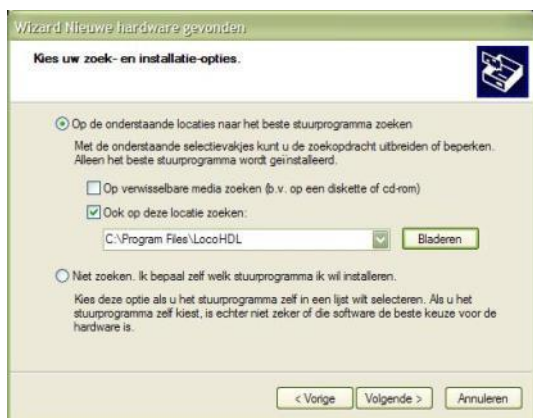 Wizard Nieuwe hardware gevonden
Kies uw zoek- en installatie-opties.
Op de onderstaande locaties naar het beste stuurprogramma zoeken
Met de onderstaande selectievakjes kunt u de zoekopdracht uitbreiden of beperken.
Alleen het beste stuurprogramma wordt geïnstalleerd.
Op verwisselbare media zoeken (b.v. op een diskette of cd-rom)
Ook op deze locatie zoeken:
C:\Program Files\LocoHDL
Bladeren
Niet zoeken. Ik bepaal zelf welk stuurprogramma ik wil installeren.
Kies deze optie als u het stuurprogramma zelf in een lijst wilt selecteren. Als u het
stuurprogramma zelf kiest, is echter niet zeker of die software de beste keuze voor de
hardware is.
< Vorige
Volgende >
Annuleren